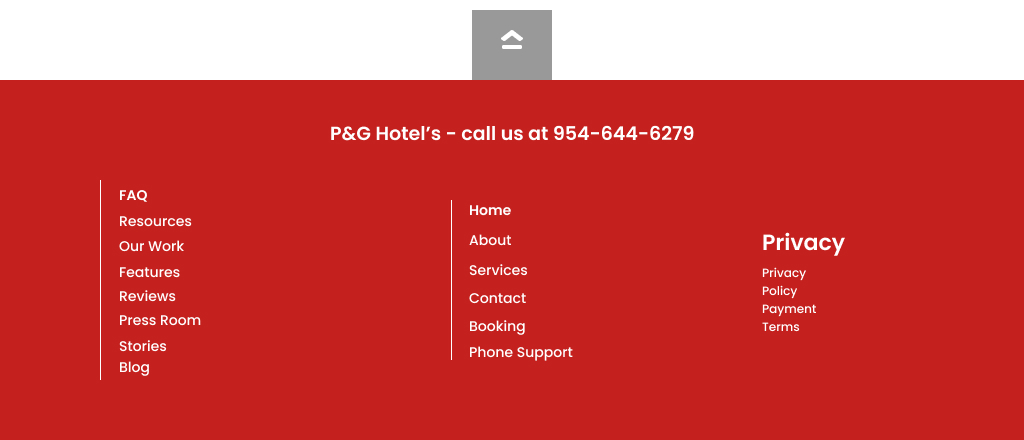 P&G Hotel’s - call us at 954-644-6279
FAQ
Resources
Our Work
Features
Reviews
Press Room
Stories
Blog
Home
About
Services
Contact
Booking
Phone Support
Privacy
Privacy
Policy
Payment
Terms